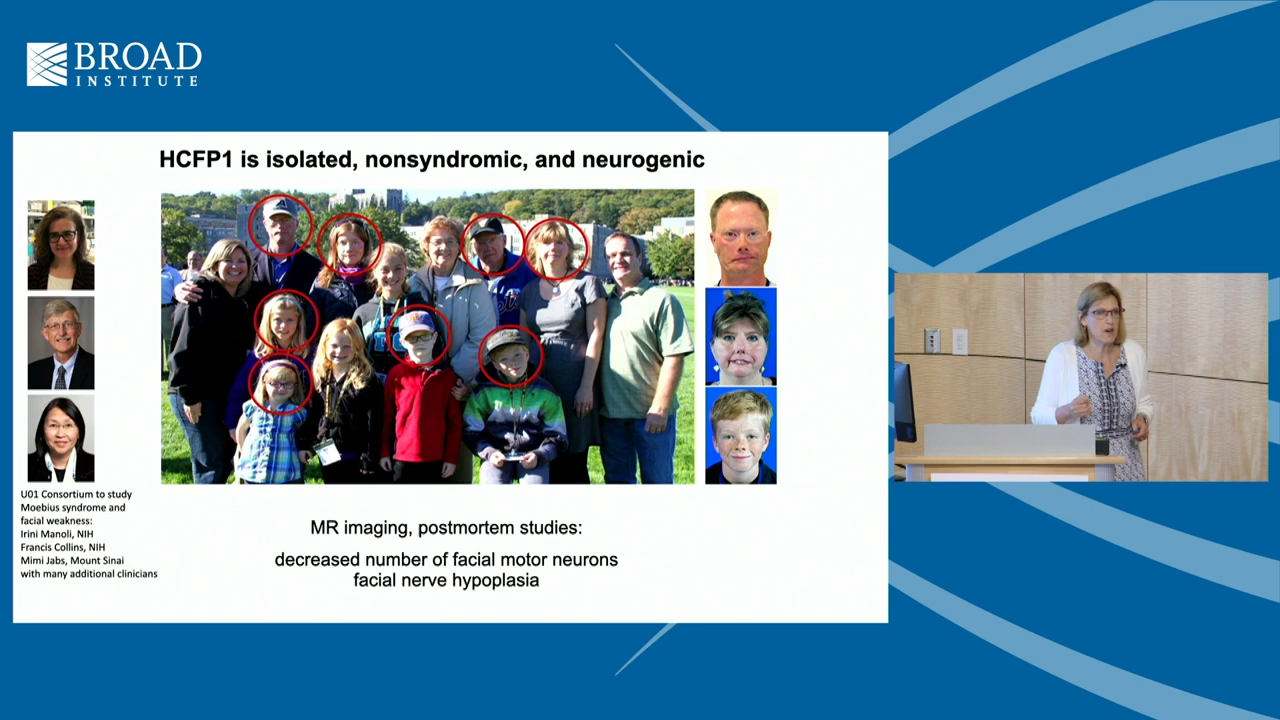 BROAD
INSTITUTE
HCFP1 is isolated, nonsyndromic, and neurogenic
U01 Consortium to study
Moebius syndrome and
facial weakness:
Irini Manoli, NIH
Francis Collins, NIH
Mimi Jabs, Mount Sinai
with many additional clinicians
MR imaging, postmortem studies:
decreased number of facial motor neurons
facial nerve hypoplasia